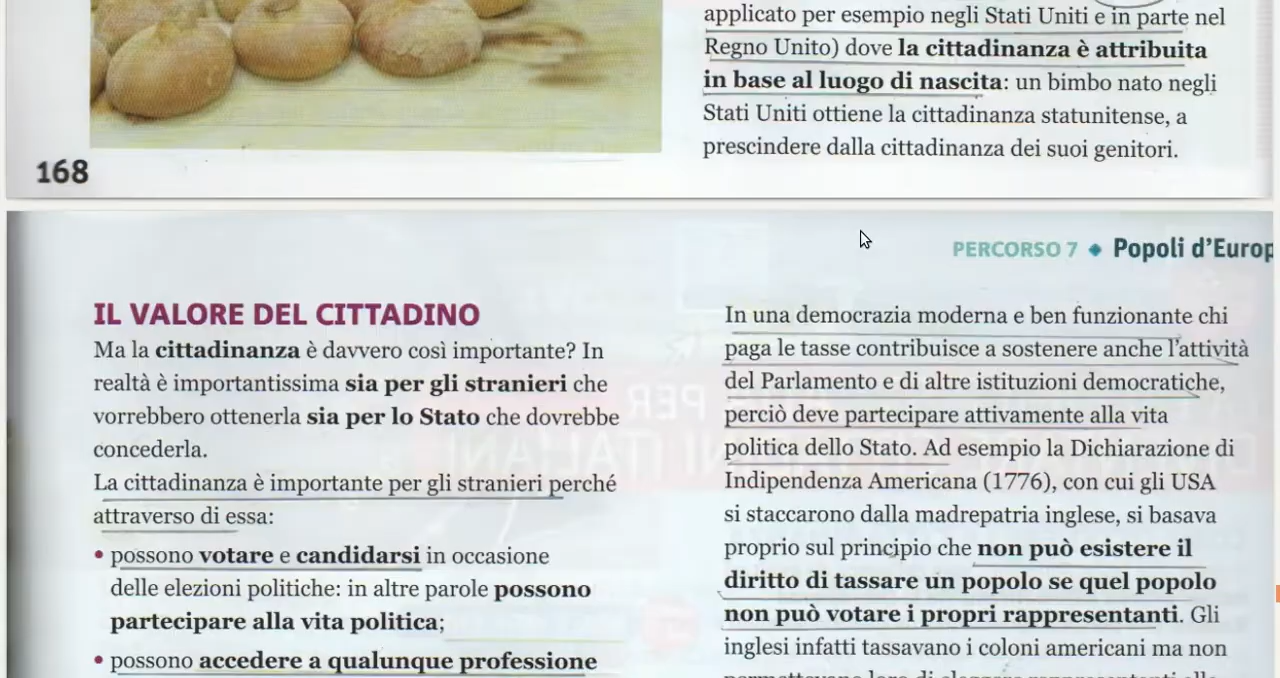 applicato per esempio negli Stati Uniti e in parte nel
Regno Unito) dove la cittadinanza è attribuita
in base al luogo di nascita: un bimbo nato negli
Stati Uniti ottiene la cittadinanza statunitense, a
prescindere dalla cittadinanza dei suoi genitori.
168
PERCORSO 7 ◆ Popoli d'Europ
IL VALORE DEL CITTADINO
Ma la cittadinanza è davvero così importante? In
realtà è importantissima sia per gli stranieri che
vorrebbero ottenerla sia per lo Stato che dovrebbe
concederla.
La cittadinanza è importante per gli stranieri perché
attraverso di essa:
• possono votare e candidarsi in occasione
delle elezioni politiche: in altre parole possono
partecipare alla vita politica;
• possono accedere a qualunque professione
In una democrazia moderna e ben funzionante chi
paga le tasse contribuisce a sostenere anche l'attività
del Parlamento e di altre istituzioni democratiche,
perciò deve partecipare attivamente alla vita
politica dello Stato. Ad esempio la Dichiarazione di
Indipendenza Americana (1776), con cui gli USA
si staccarono dalla madrepatria inglese, si basava
proprio sul principio che non può esistere il
diritto di tassare un popolo se quel popolo
non può votare i propri rappresentanti. Gli
inglesi infatti tassavano i coloni americani ma non